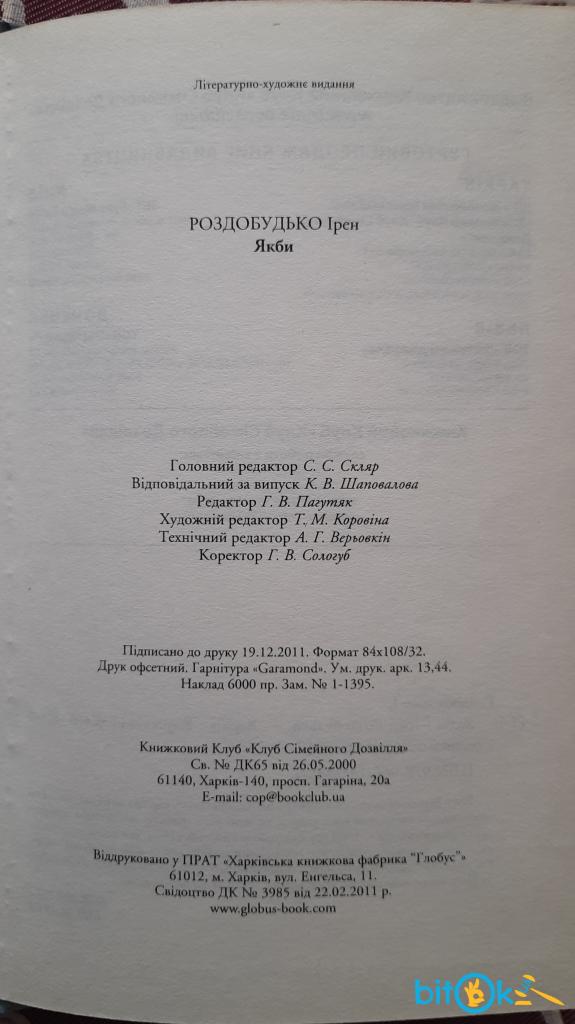 Літературно-художнє видання
РОЗДОБУДЬКО Ірен
Якби
Головний редактор С. С. Скляр
Відповідальний за випуск К. В. Шаповалова
Редактор Г. В. Пагутяк
Художній редактор Т. М. Коровіна
Технічний редактор А. Г. Верьовкін
Коректор Г. В. Сологуб
Підписано до друку 19.12.2011. Формат 84x108/32.
Друк офсетний. Гарнітура «Garamond». Ум. друк. арк. 13,44.
Наклад 6000 пр. Зам. № 1-1395.
Книжковий Клуб «Клуб Сімейного Дозвілля»
Св. № ДК65 від 26.05.2000
61140, Харків-140, просп. Гагаріна, 20а
E-mail: cop@bookclub.ua
Віддруковано у ПРАТ «Харківська книжкова фабрика “Глобус”»
61012, м. Харків, вул. Енгельса, 11.
Свідоцтво ДК № 3985 від 22.02.2011 р.
www.globus-book.com
bitOk